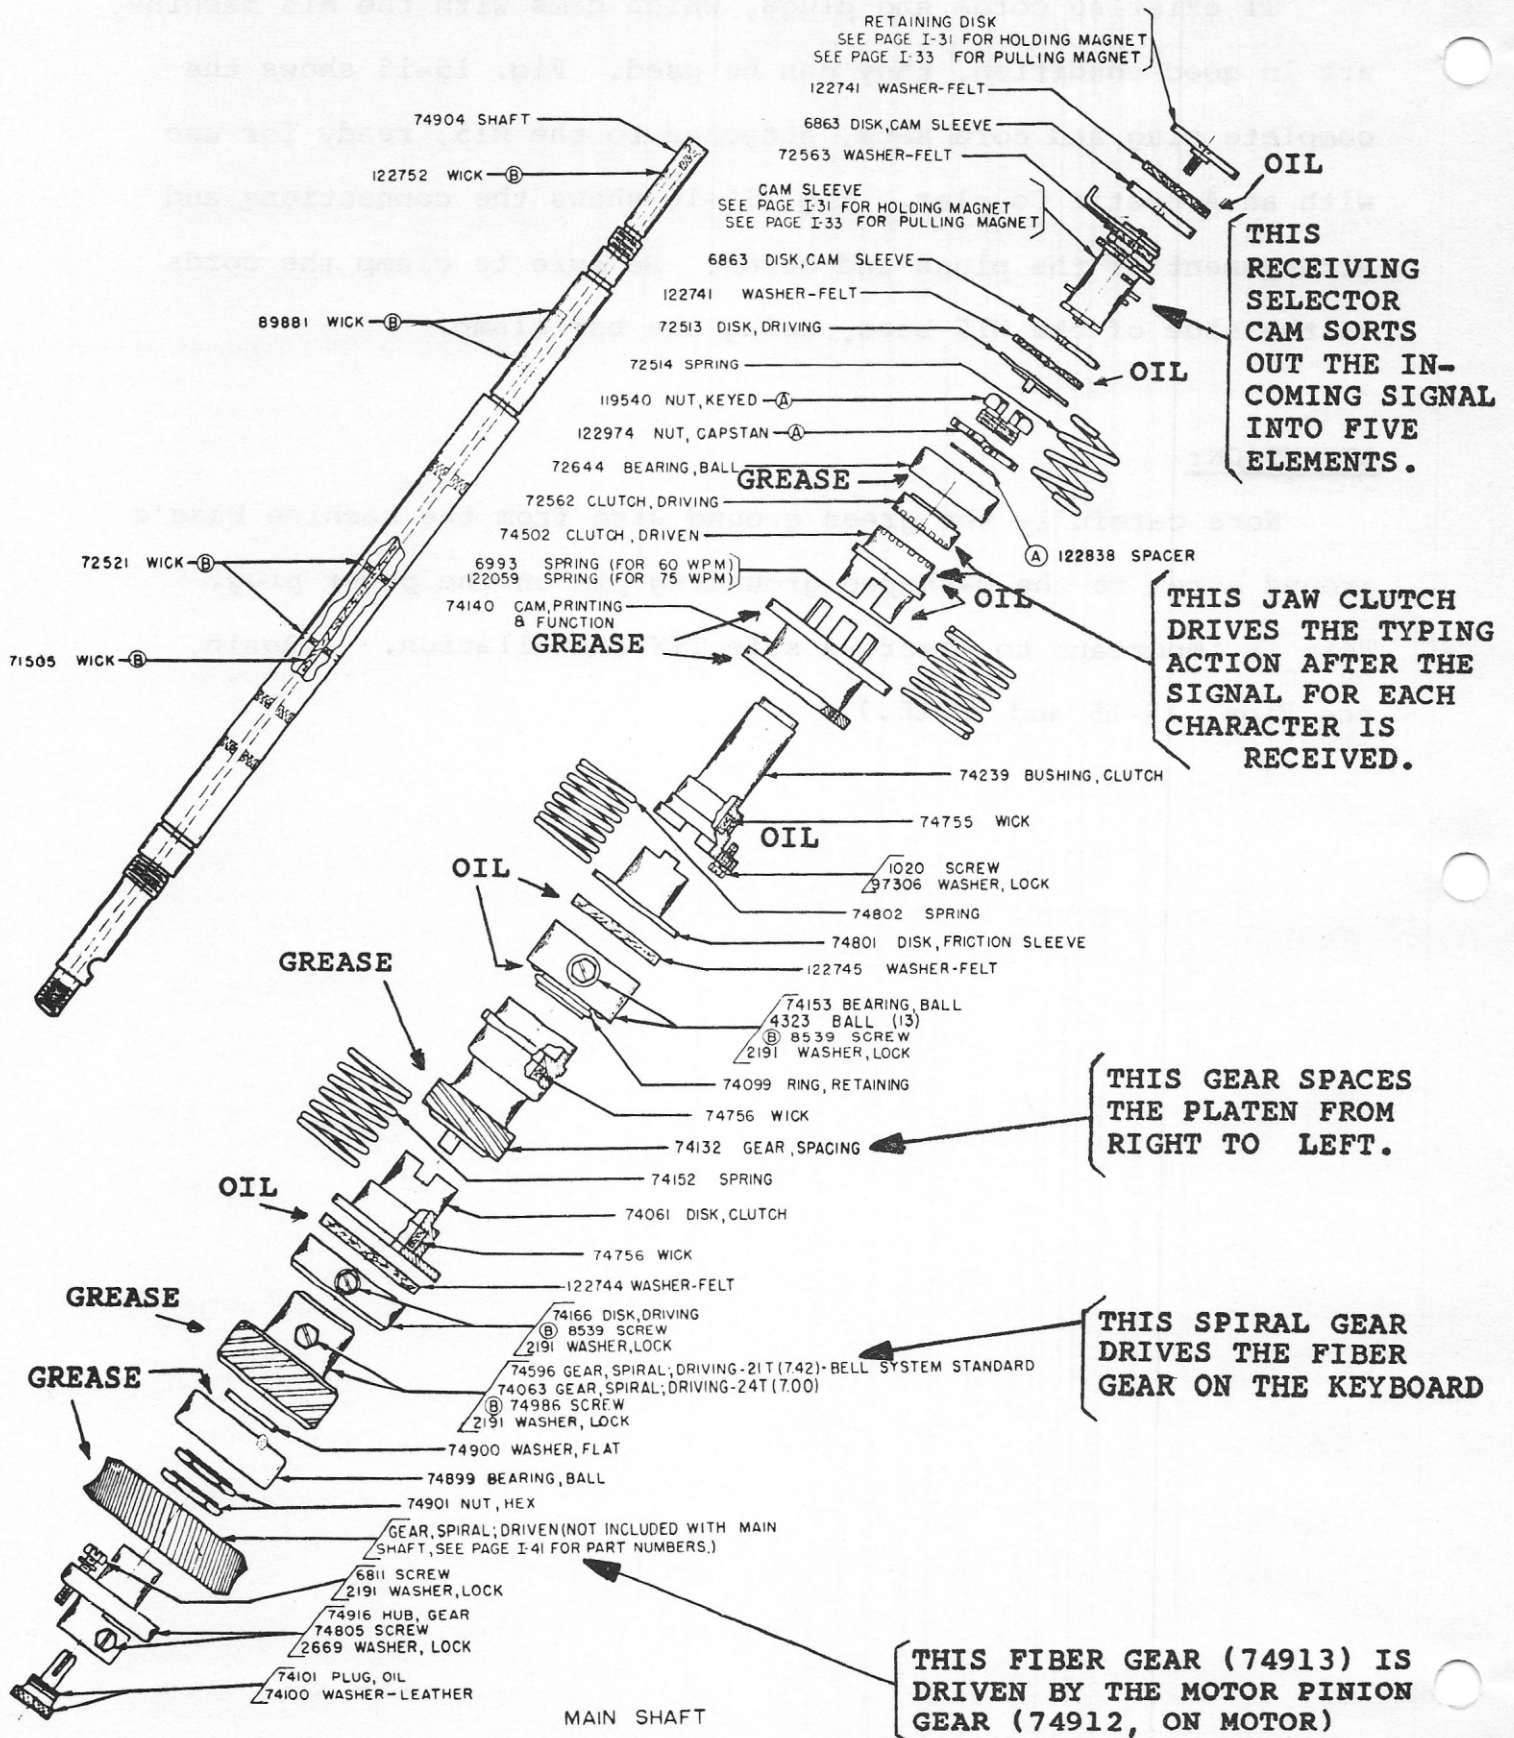 RETAINING DISK
SEE PAGE I-31 FOR HOLDING MAGNET
SEE PAGE I-33 FOR PULLING MAGNET
122741 WASHER-FELT
6863 DISK, CAM SLEEVE
72563 WASHER-FELT
OIL
CAM SLEEVE
SEE PAGE I-31 FOR HOLDING MAGNET
SEE PAGE I-33 FOR PULLING MAGNET
6863 DISK, CAM SLEEVE
122741 WASHER-FELT
72513 DISK, DRIVING
72514 SPRING
OIL
119540 NUT, KEYED A
122974 NUT, CAPSTAN A
72644 BEARING, BALL
GREASE
72562 CLUTCH, DRIVING
74502 CLUTCH, DRIVEN
A 122838 SPACER
6993 SPRING (FOR 60 WPM)
122059 SPRING (FOR 75 WPM)
OIL
74140 CAM, PRINTING
& FUNCTION
GREASE
THIS
RECEIVING
SELECTOR
CAM SORTS
OUT THE IN-
COMING SIGNAL
INTO FIVE
ELEMENTS.
THIS JAW CLUTCH
DRIVES THE TYPING
ACTION AFTER THE
SIGNAL FOR EACH
CHARACTER IS
RECEIVED.
74904 SHAFT
122752 WICK B
89881 WICK B
72521 WICK B
71505 WICK B
74239 BUSHING, CLUTCH
74755 WICK
OIL
1020 SCREW
97306 WASHER, LOCK
74802 SPRING
OIL
74801 DISK, FRICTION SLEEVE
122745 WASHER-FELT
GREASE
74153 BEARING, BALL
4323 BALL (13)
B 8539 SCREW
2191 WASHER, LOCK
74099 RING, RETAINING
74756 WICK
74132 GEAR, SPACING
THIS GEAR SPACES
THE PLATEN FROM
RIGHT TO LEFT.
74152 SPRING
OIL
74061 DISK, CLUTCH
74756 WICK
122744 WASHER-FELT
GREASE
74166 DISK, DRIVING
B 8539 SCREW
2191 WASHER, LOCK
74596 GEAR, SPIRAL; DRIVING-21T (7.42)-BELL SYSTEM STANDARD
74063 GEAR, SPIRAL; DRIVING-24T (7.00)
B 74986 SCREW
2191 WASHER, LOCK
THIS SPIRAL GEAR
DRIVES THE FIBER
GEAR ON THE KEYBOARD
GREASE
74900 WASHER, FLAT
74899 BEARING, BALL
74901 NUT, HEX
GEAR, SPIRAL; DRIVEN (NOT INCLUDED WITH MAIN
SHAFT, SEE PAGE I-41 FOR PART NUMBERS.)
6811 SCREW
2191 WASHER, LOCK
74916 HUB, GEAR
74805 SCREW
2669 WASHER, LOCK
74101 PLUG, OIL
74100 WASHER-LEATHER
THIS FIBER GEAR (74913) IS
DRIVEN BY THE MOTOR PINION
GEAR (74912, ON MOTOR)
MAIN SHAFT